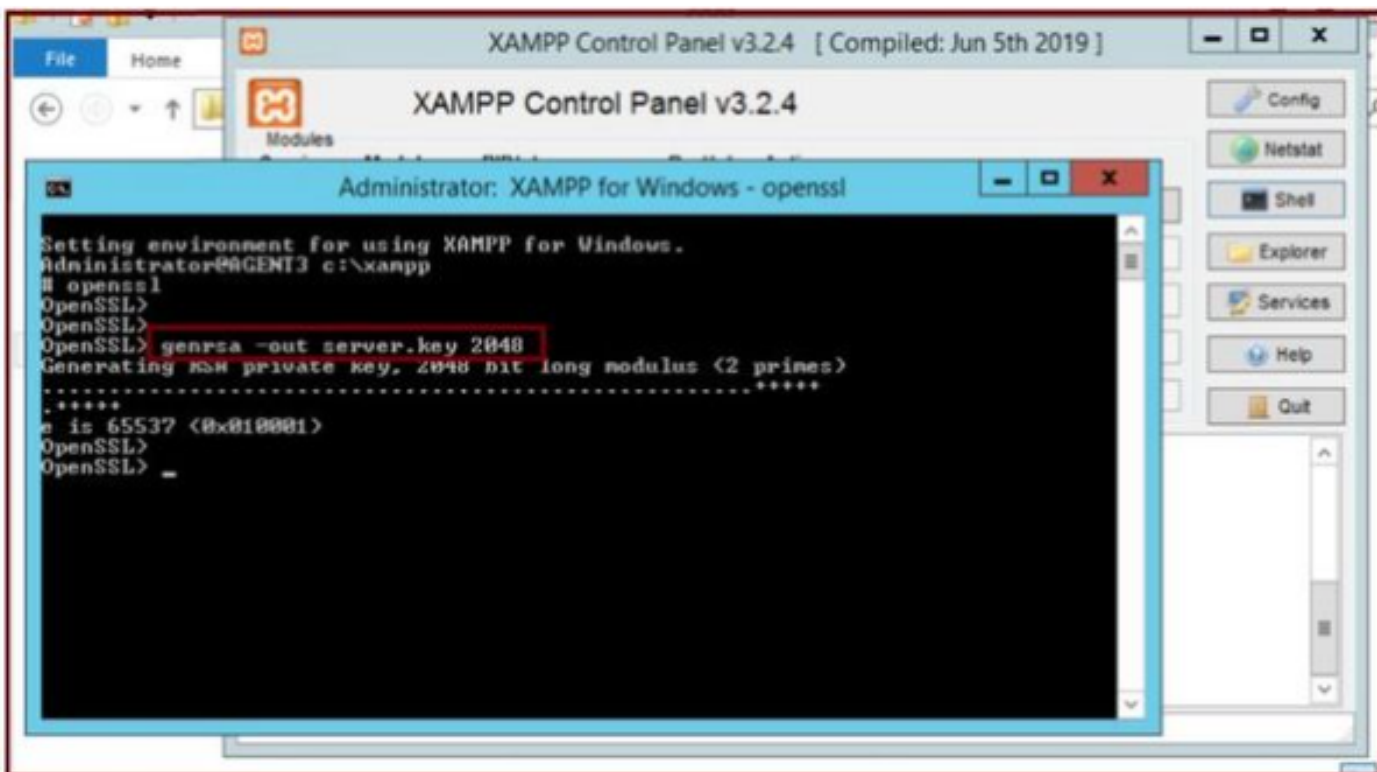 XAMPP Control Panel v3.2.4 [ Compiled: Jun 5th 2019 ]
File
Home
XAMPP Control Panel v3.2.4
Modules
Config
Netstat
Shell
Explorer
Services
Help
Quit
Administrator: XAMPP for Windows - openssl
Setting environment for using XAMPP for Windows.
Administrator@AGENT3 c:\xampp
# openssl
OpenSSL>
OpenSSL>
OpenSSL> genrsa -out server.key 2048
Generating RSA private key, 2048 bit long modulus (2 primes)
...................................................................+++++
.+++++
e is 65537 (0x010001)
OpenSSL>
OpenSSL> _